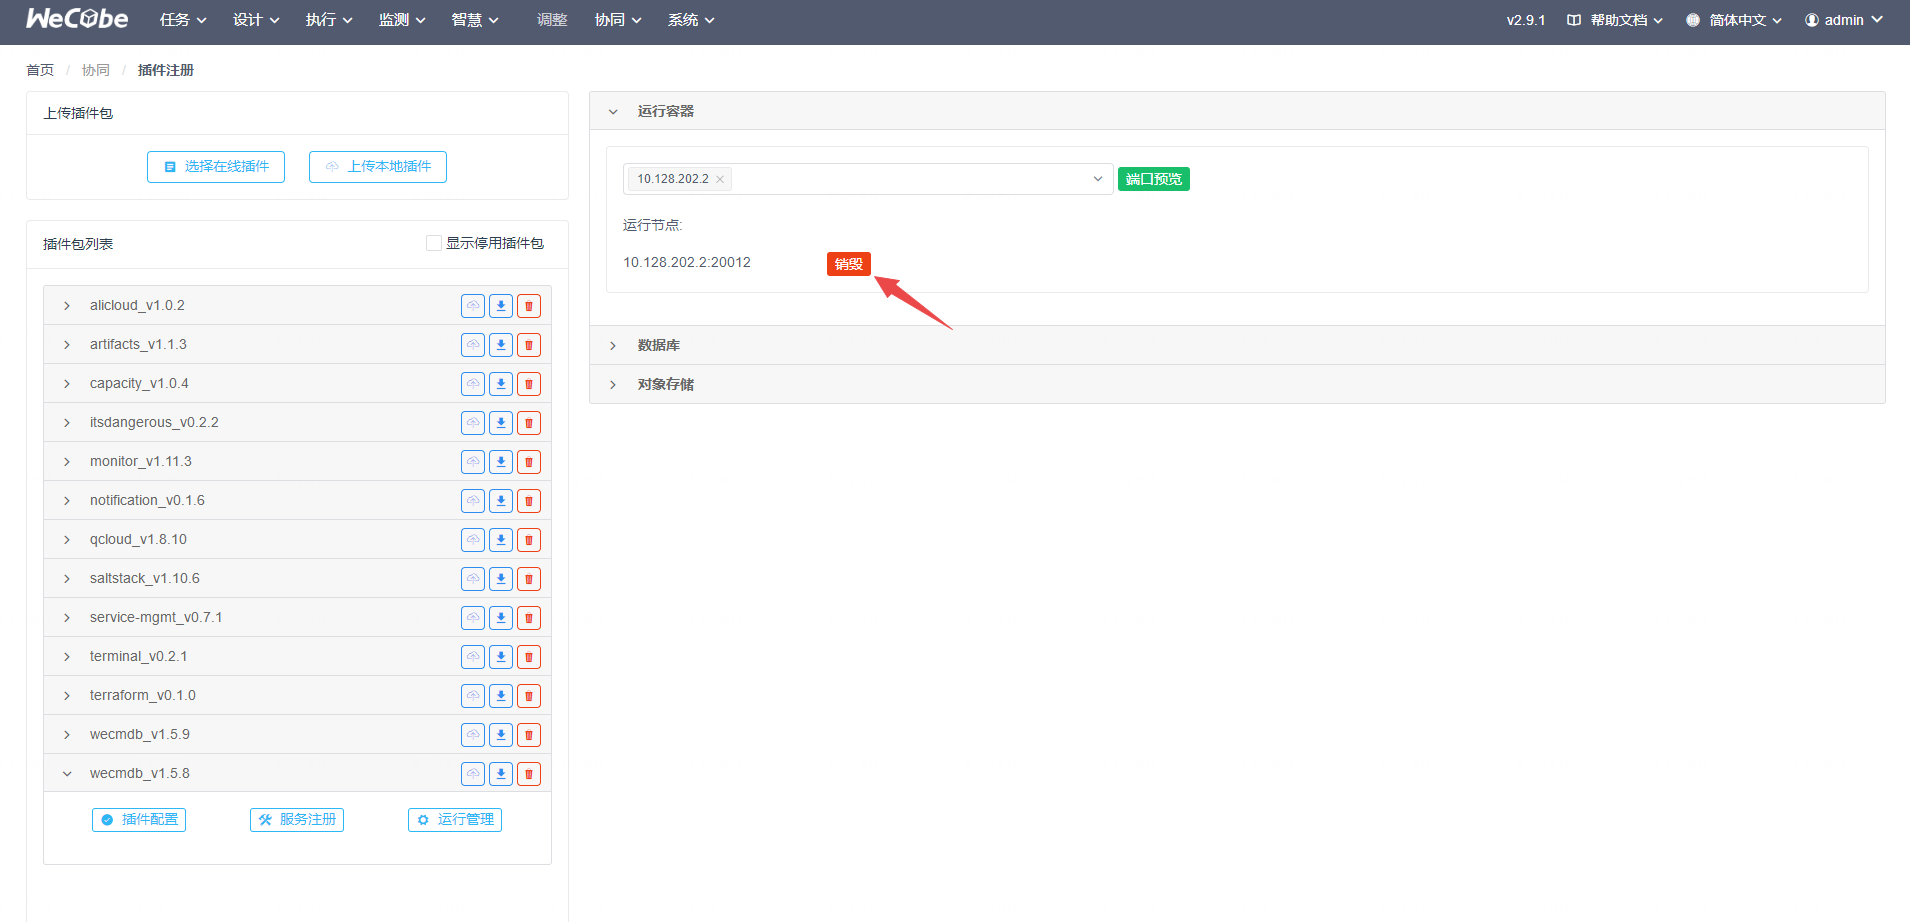 WeCube 任务 设计 执行 监测 智慧 调整 协同 系统 v2.9.1 帮助文档 简体中文 admin
首页 / 协同 / 插件注册
上传插件包
选择在线插件 上传本地插件
插件包列表 显示停用插件包
alicloud_v1.0.2
artifacts_v1.1.3
capacity_v1.0.4
itsdangerous_v0.2.2
monitor_v1.11.3
notification_v0.1.6
qcloud_v1.8.10
saltstack_v1.10.6
service-mgmt_v0.7.1
terminal_v0.2.1
terraform_v0.1.0
wecmdb_v1.5.9
wecmdb_v1.5.8
插件配置 服务注册 运行管理
运行容器
10.128.202.2 端口预览
运行节点:
10.128.202.2:20012 销毁
数据库
对象存储